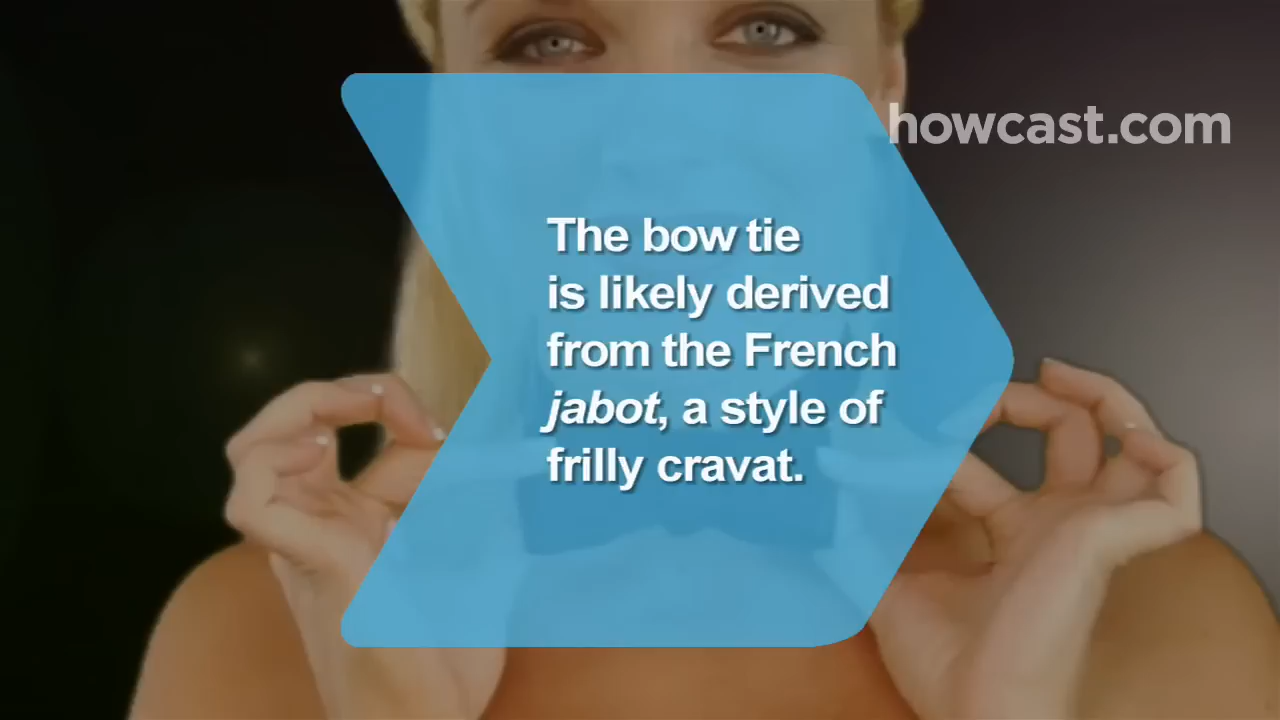 howcast.com
The bow tie
is likely derived
from the French
jabot, a style of
frilly cravat.